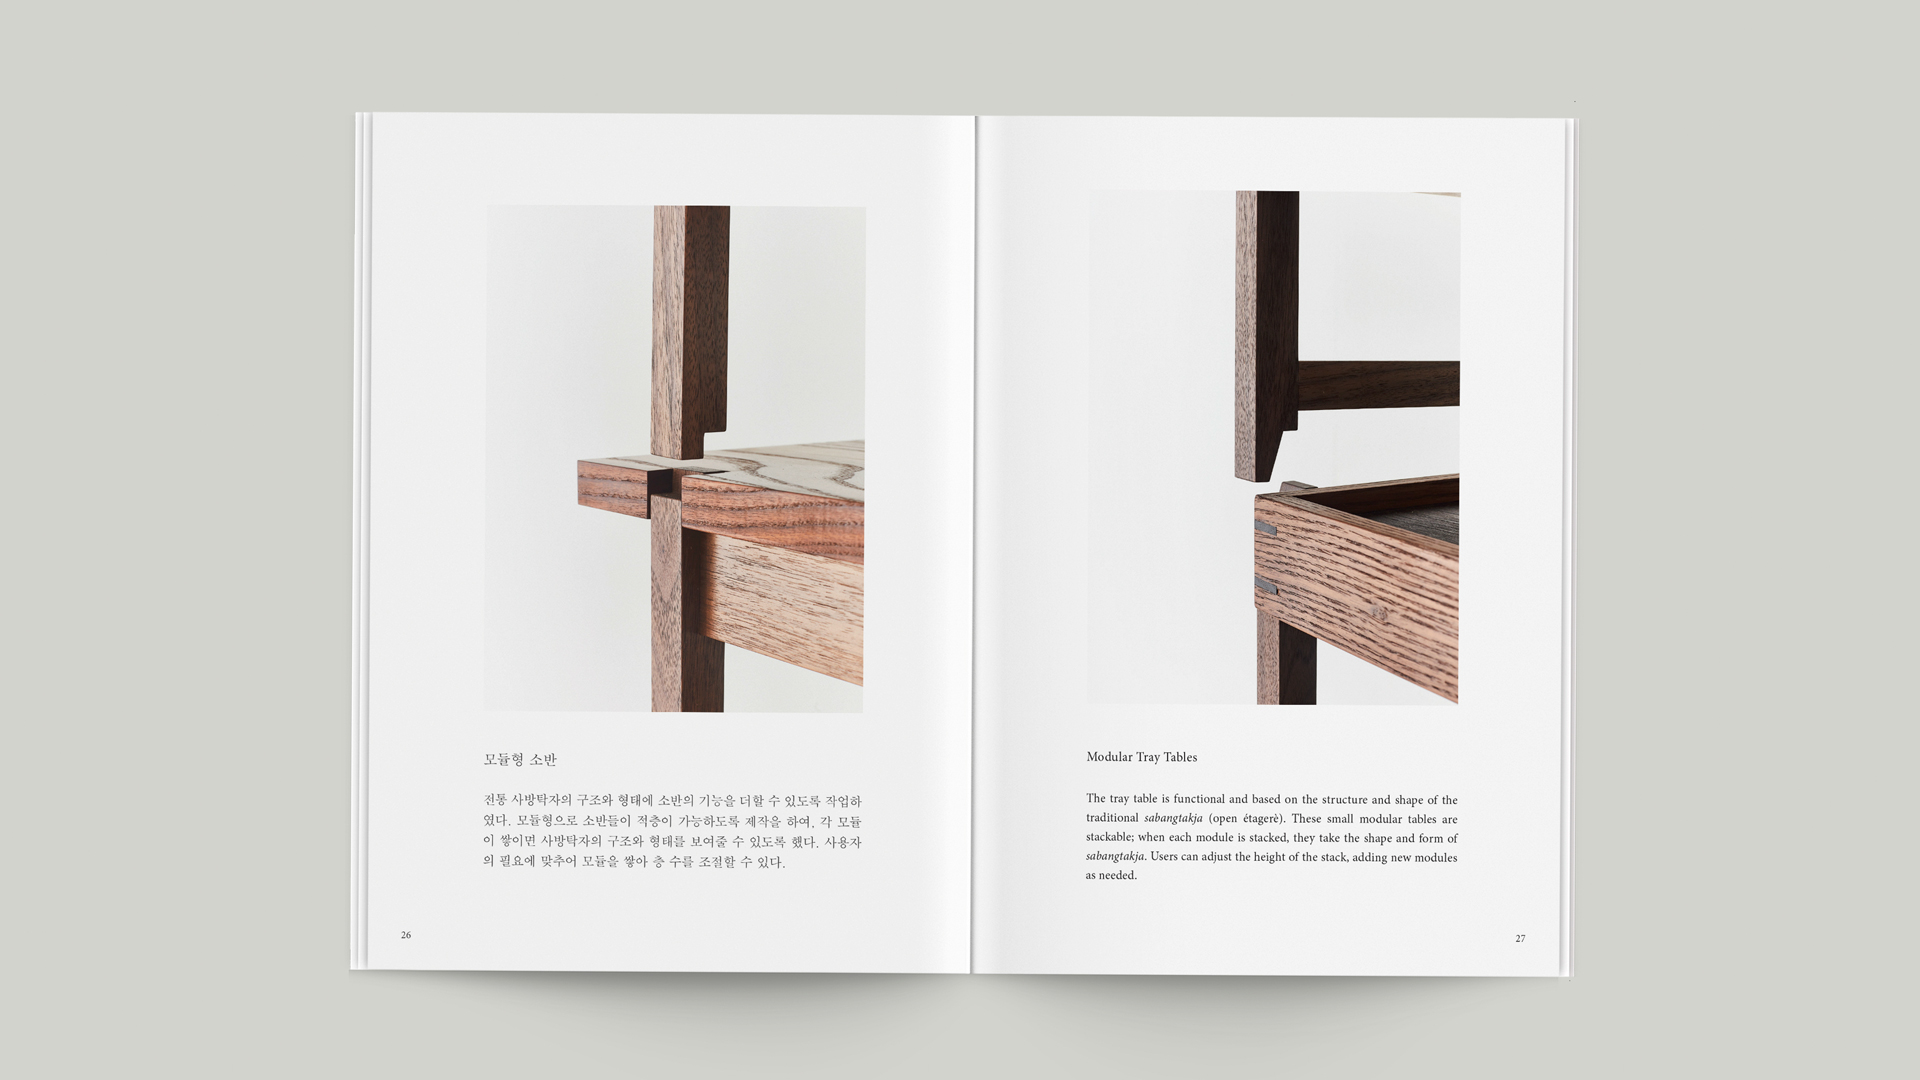 모듈형 소반
전통 사방탁자의 구조와 형태에 소반의 기능을 더할 수 있도록 작업하
였다. 모듈형으로 소반들이 적층이 가능하도록 제작을 하여, 각 모듈
이 쌓이면 사방탁자의 구조와 형태를 보여줄 수 있도록 했다. 사용자
의 필요에 맞추어 모듈을 쌓아 층 수를 조절할 수 있다.
26
Modular Tray Tables
The tray table is functional and based on the structure and shape of the
traditional sabangtakja (open étagerè). These small modular tables are
stackable; when each module is stacked, they take the shape and form of
sabangtakja. Users can adjust the height of the stack, adding new modules
as needed.
27